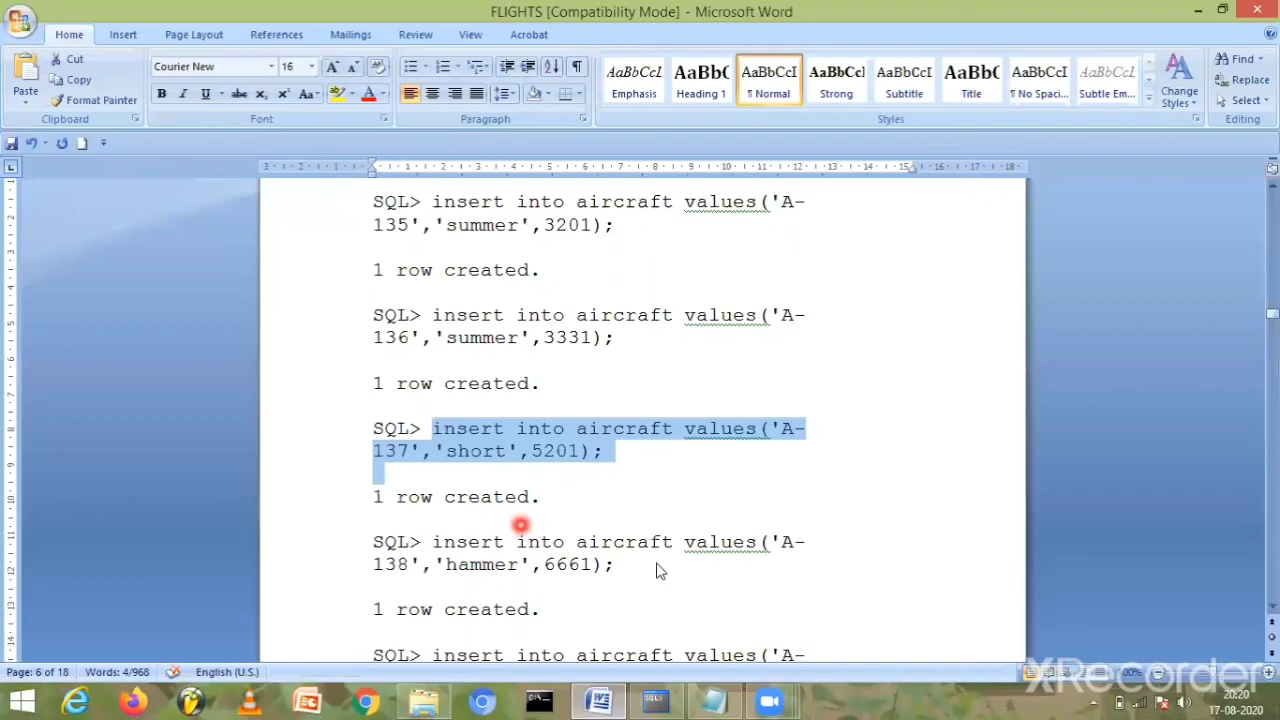 FLIGHTS [Compatibility Mode] - Microsoft Word
Home Insert Page Layout References Mailings Review View Add-Ins Acrobat
Paste
Cut
Copy
Format Painter
Clipboard
Courier New 16
Font
Paragraph
AaBbCcI AaBbC AaBbCcI AaBbCcI AaBbCcI AaBbC AaBbCcI AaBbCcI
Emphasis Heading 1 ¶ Normal Strong Subtitle Title ¶ No Spaci... Subtle Em...
Change Styles
Styles
Find
Replace
Select
Editing
SQL> insert into aircraft values('A-
135','summer',3201);
1 row created.
SQL> insert into aircraft values('A-
136','summer',3331);
1 row created.
SQL> insert into aircraft values('A-
137','short',5201);
1 row created.
SQL> insert into aircraft values('A-
138','hammer',6661);
1 row created.
SQL> insert into aircraft values('A-
Page: 6 of 18 Words: 4/968 English (U.S.) 100%
XRecorder
20:20
17-08-2020